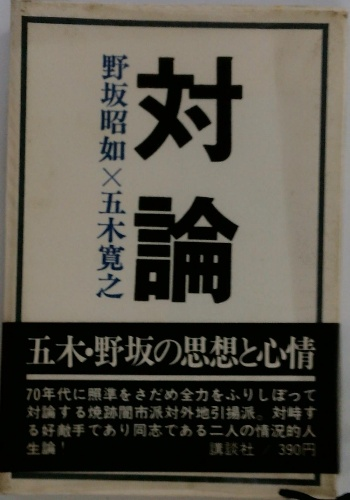 対論
野坂昭如×五木寛之
五木・野坂の思想と心情
70年代に照準をさだめ全力をふりしぼって
対論する焼跡闇市派対外地引揚派。対峙す
る好敵手であり同志である二人の情況的人
生論！ 講談社／390円